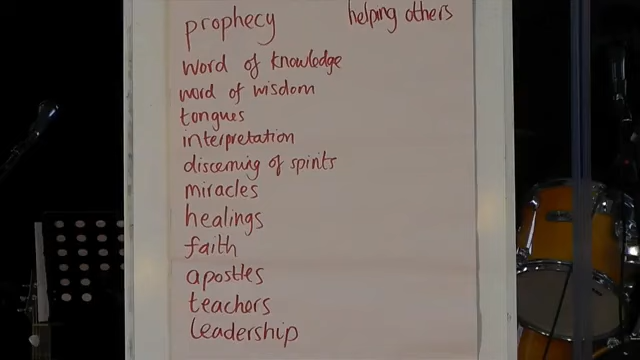 prophecy helping others
word of knowledge
word of wisdom
tongues
interpretation
discerning of spirits
miracles
healings
faith
apostles
teachers
leadership